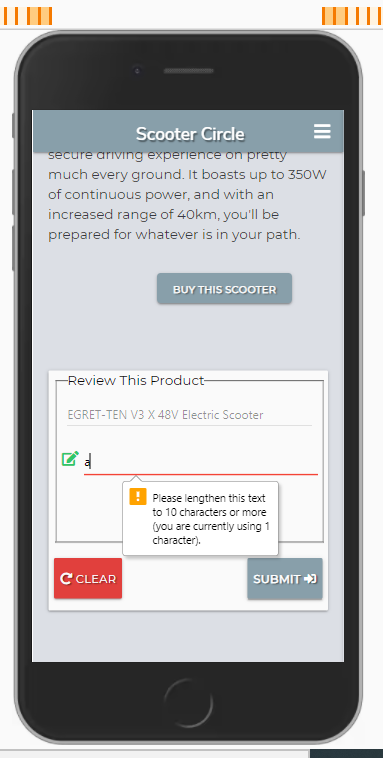 Scooter Circle
secure driving experience on pretty
much every ground. It boasts up to 350W
of continuous power, and with an
increased range of 40km, you'll be
prepared for whatever is in your path.
BUY THIS SCOOTER
Review This Product
EGRET-TEN V3 X 48V Electric Scooter
a
Please lengthen this text
to 10 characters or more
(you are currently using 1
character).
CLEAR
SUBMIT